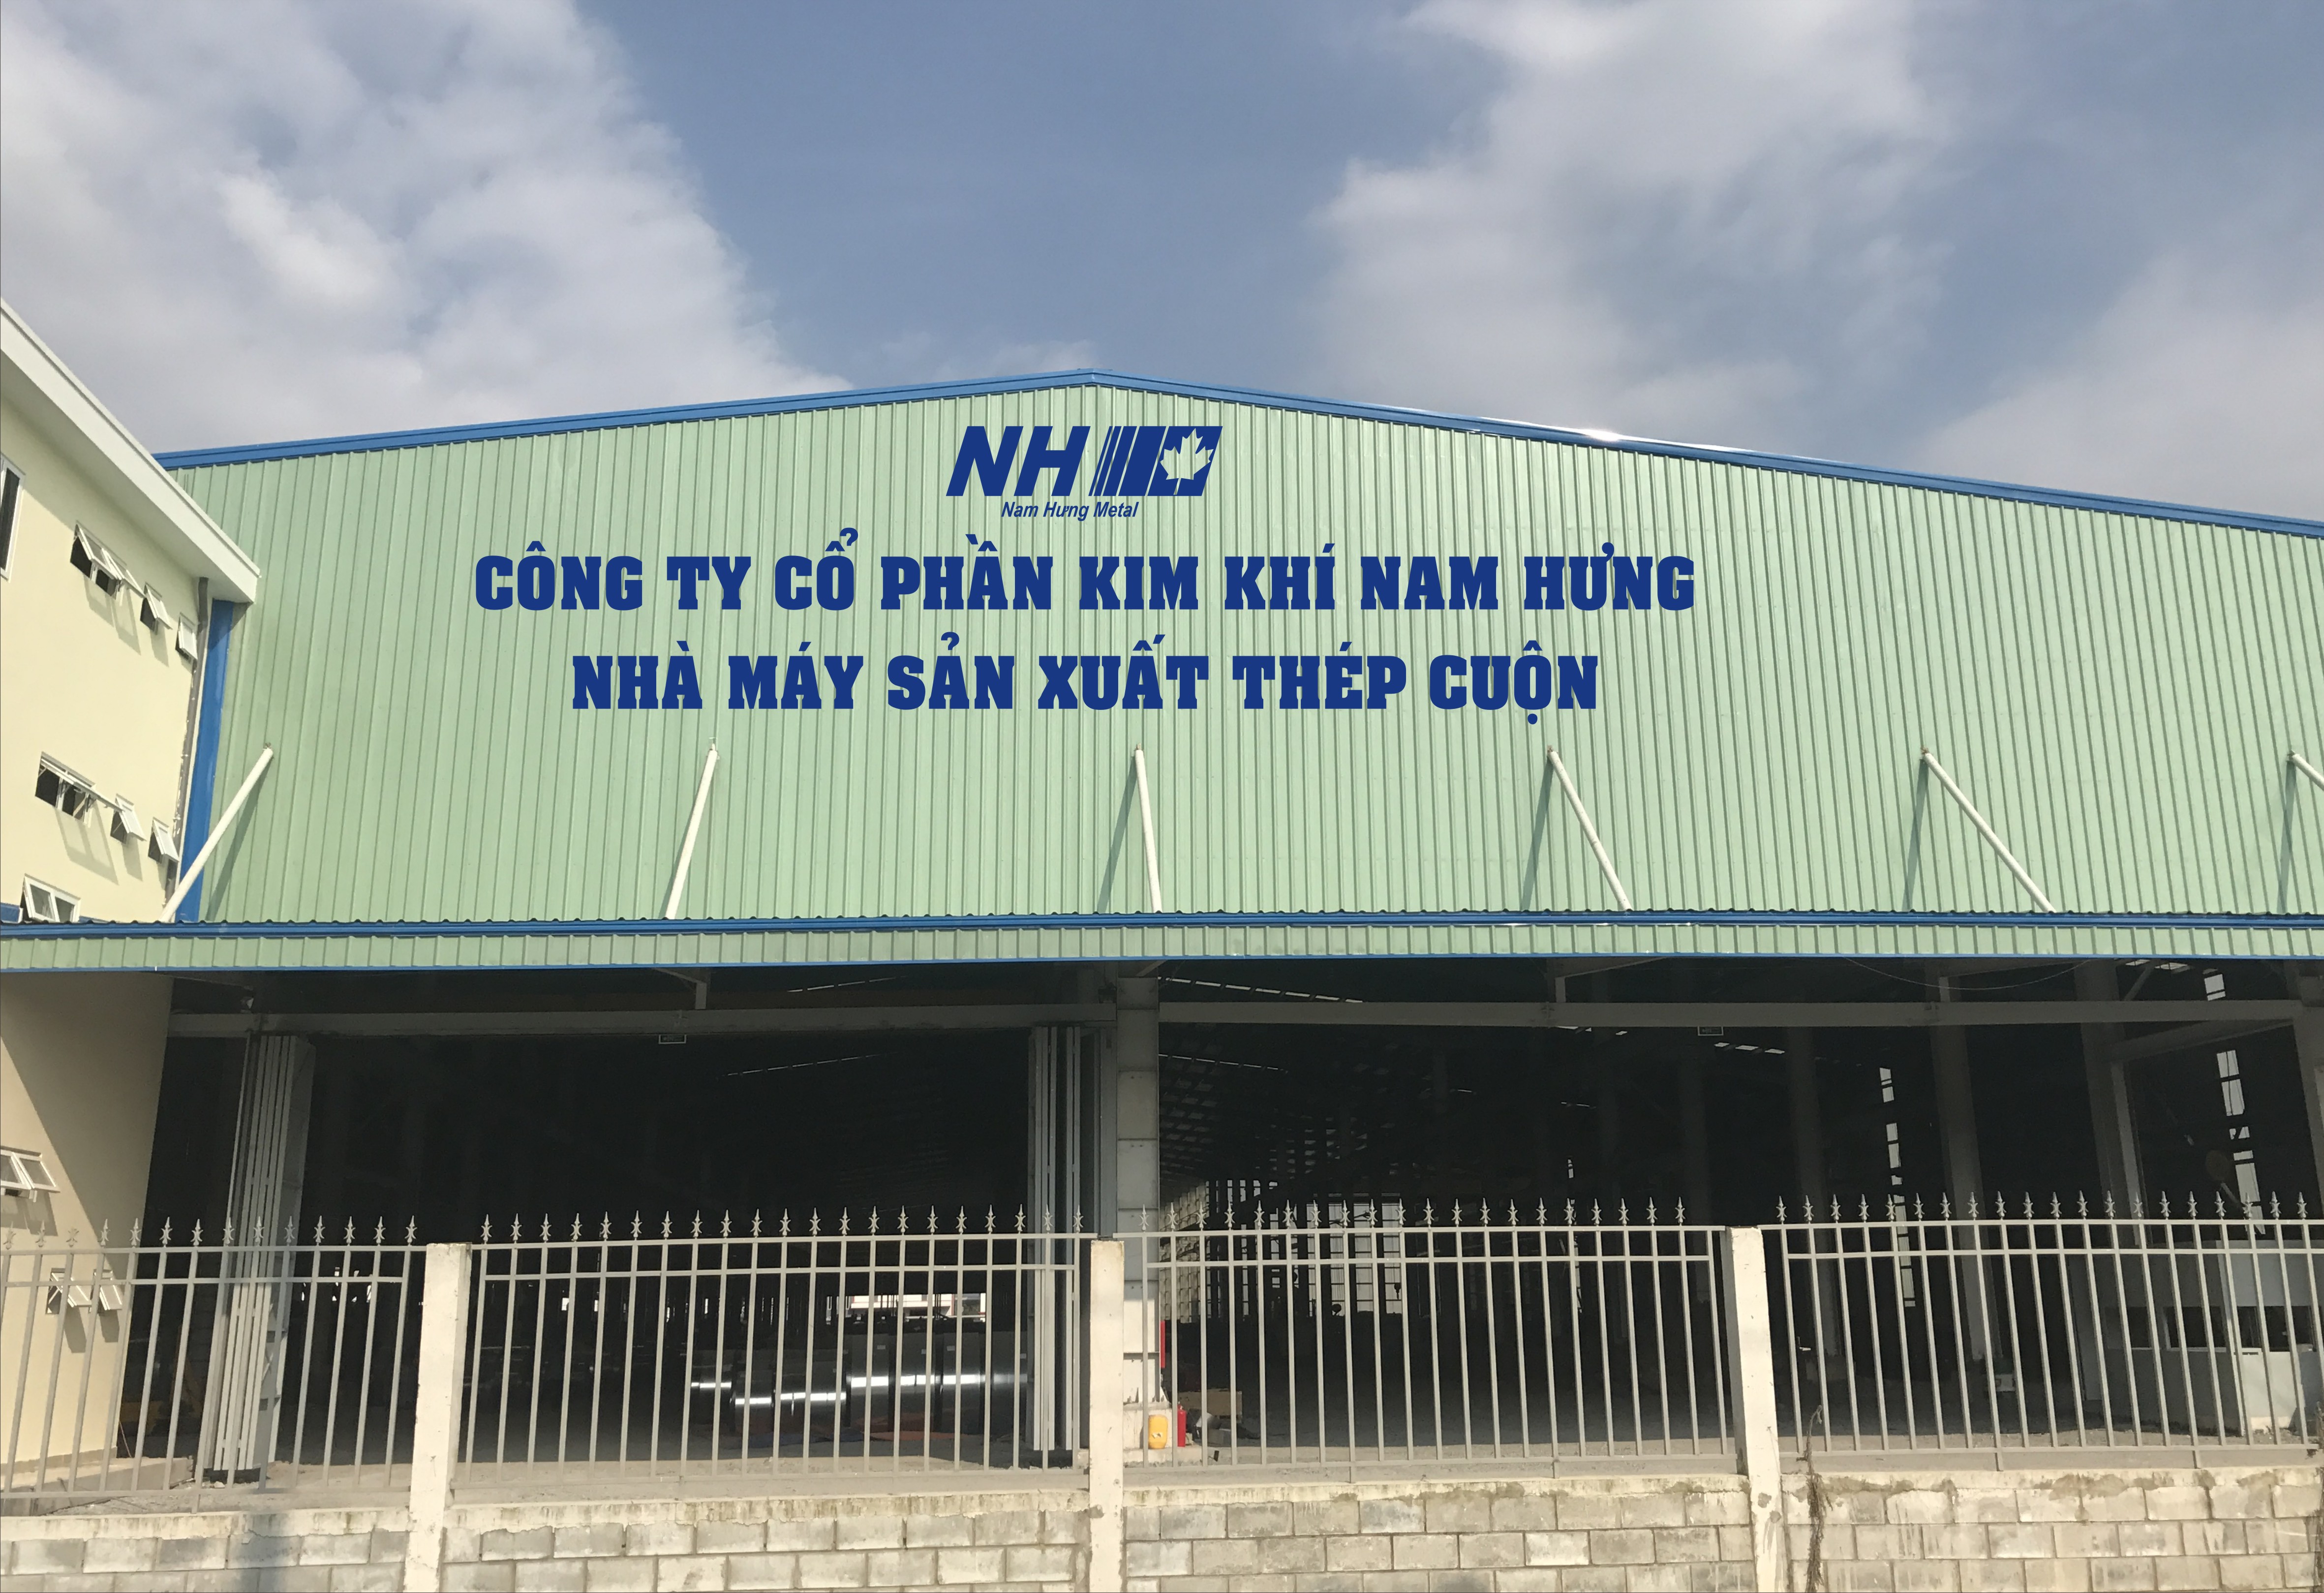 NH
Nam Hưng Metal
CÔNG TY CỔ PHẦN KIM KHÍ NAM HƯNG
NHÀ MÁY SẢN XUẤT THÉP CUỘN